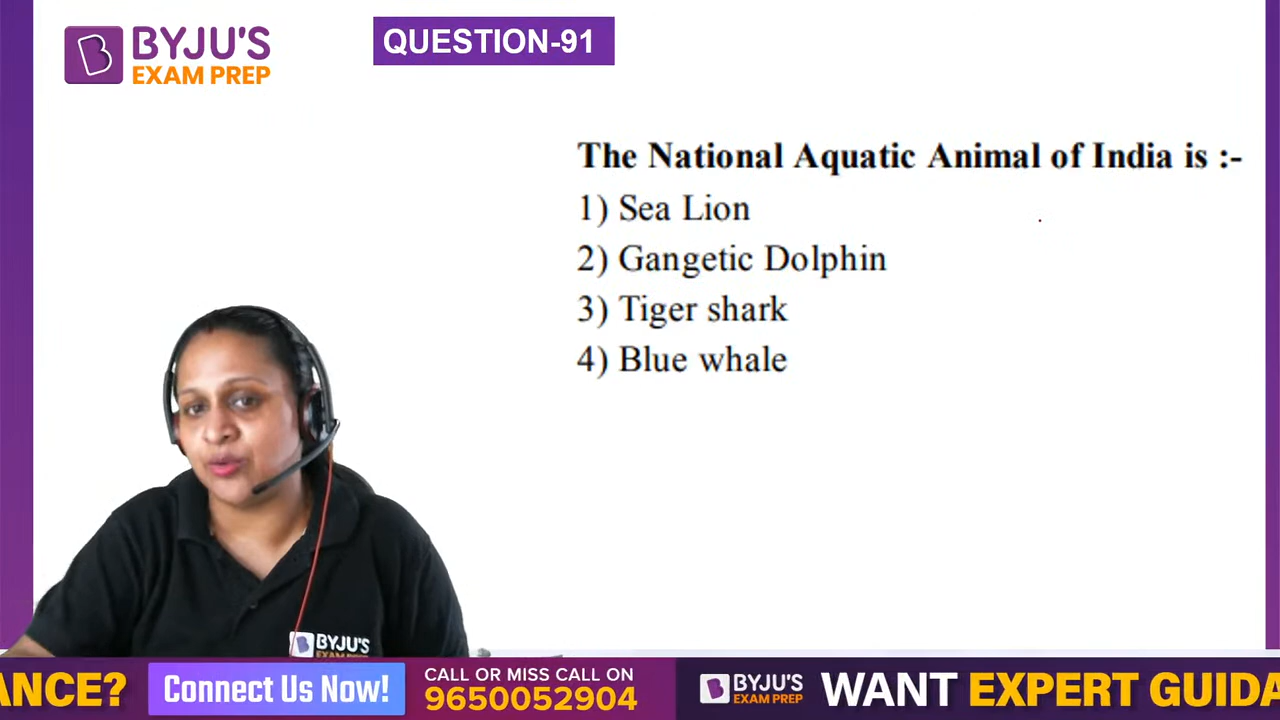 BYJU'S
EXAM PREP
QUESTION-91
The National Aquatic Animal of India is :-
1) Sea Lion
2) Gangetic Dolphin
3) Tiger shark
4) Blue whale
BYJU'S
EXAM PREP
ANCE?
Connect Us Now!
CALL OR MISS CALL ON
9650052904
BYJU'S
EXAM PREP
WANT EXPERT GUIDA